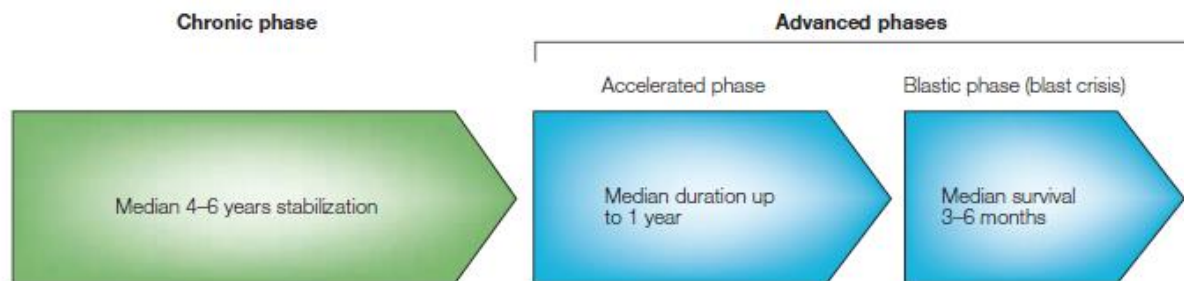 Chronic phase
Advanced phases
Accelerated phase
Blastic phase (blast crisis)
Median 4–6 years stabilization
Median duration up
to 1 year
Median survival
3–6 months